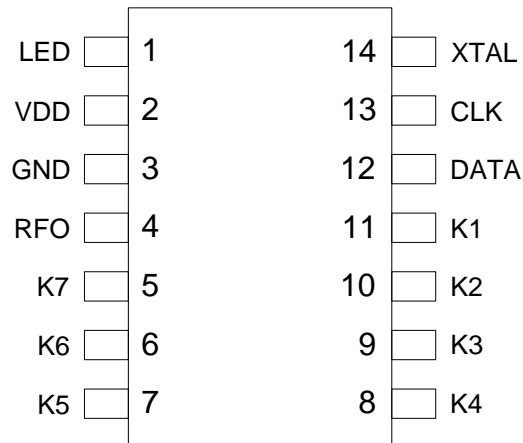 LED 1 14 XTAL
VDD 2 13 CLK
GND 3 12 DATA
RFO 4 11 K1
K7 5 10 K2
K6 6 9 K3
K5 7 8 K4